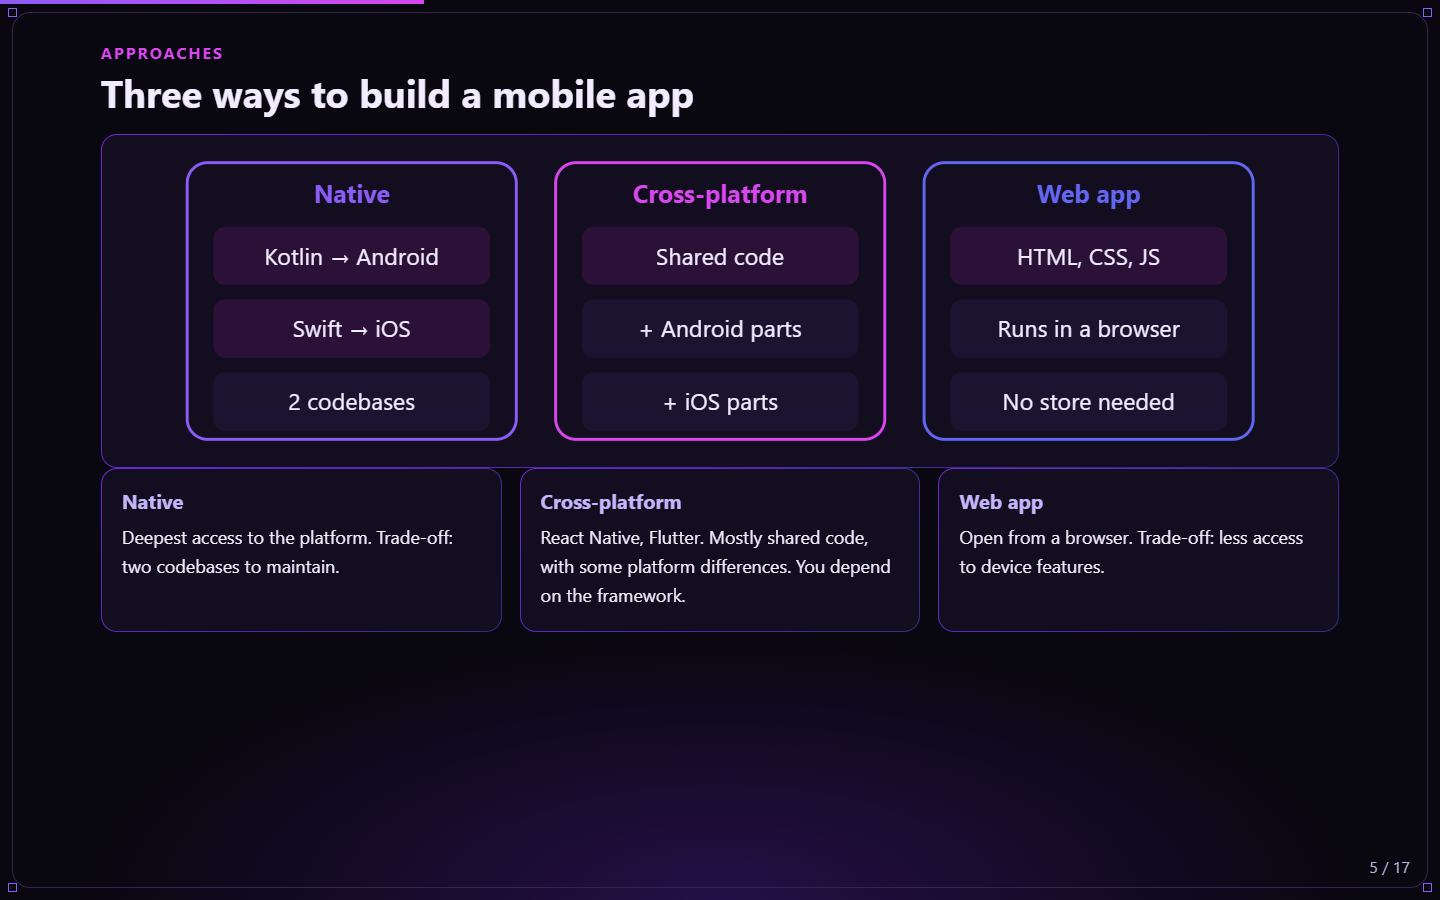 APPROACHES
Three ways to build a mobile app
Native
Kotlin → Android
Swift → iOS
2 codebases
Cross-platform
Shared code
+ Android parts
+ iOS parts
Web app
HTML, CSS, JS
Runs in a browser
No store needed
Native
Deepest access to the platform. Trade-off:
two codebases to maintain.
Cross-platform
React Native, Flutter. Mostly shared code,
with some platform differences. You depend
on the framework.
Web app
Open from a browser. Trade-off: less access
to device features.
5 / 17